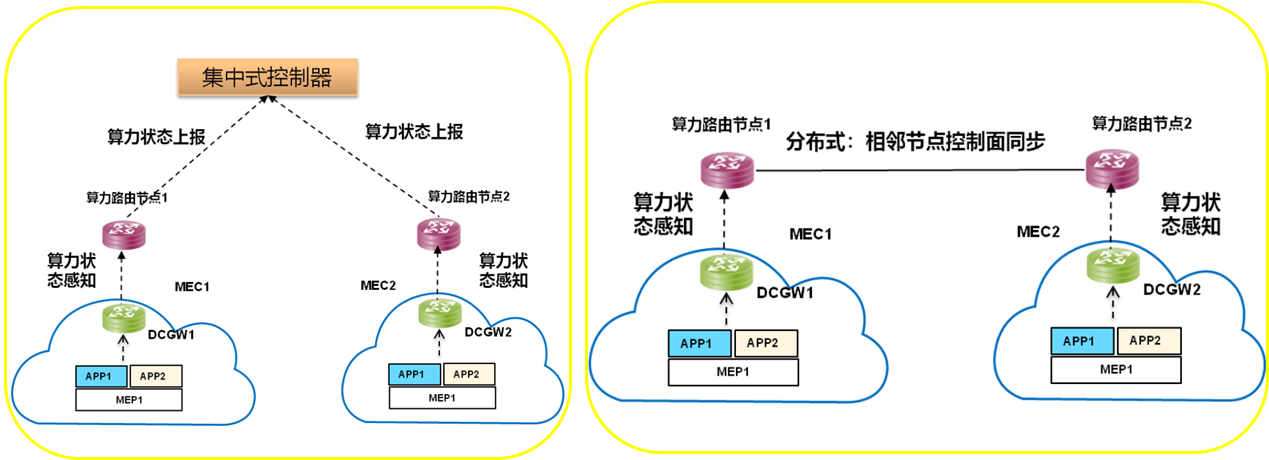 集中式控制器
算力状态上报
算力状态上报
算力路由节点1
算力路由节点2
算力状
态感知
算力状
态感知
MEC1
MEC2
DCGW1
DCGW2
APP1
APP2
MEP1
APP1
APP2
MEP1
算力路由节点1
算力路由节点2
分布式：相邻节点控制面同步
算力状
态感知
算力状
态感知
MEC1
MEC2
DCGW1
DCGW2
APP1
APP2
MEP1
APP1
APP2
MEP1